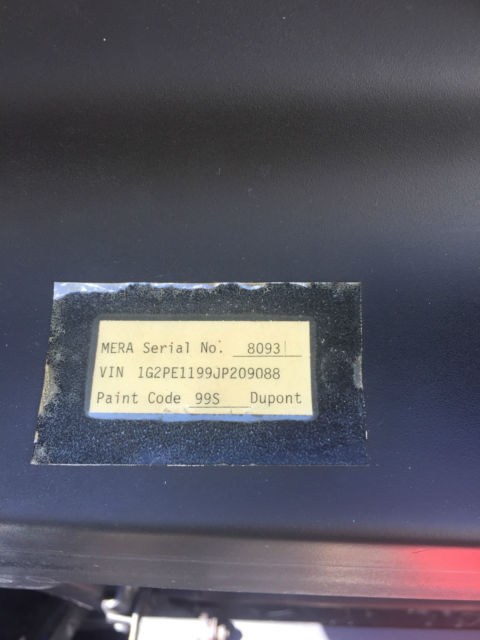 MERA Serial No. 8093
VIN 1G2PE1199JP209088
Paint Code 99S Dupont